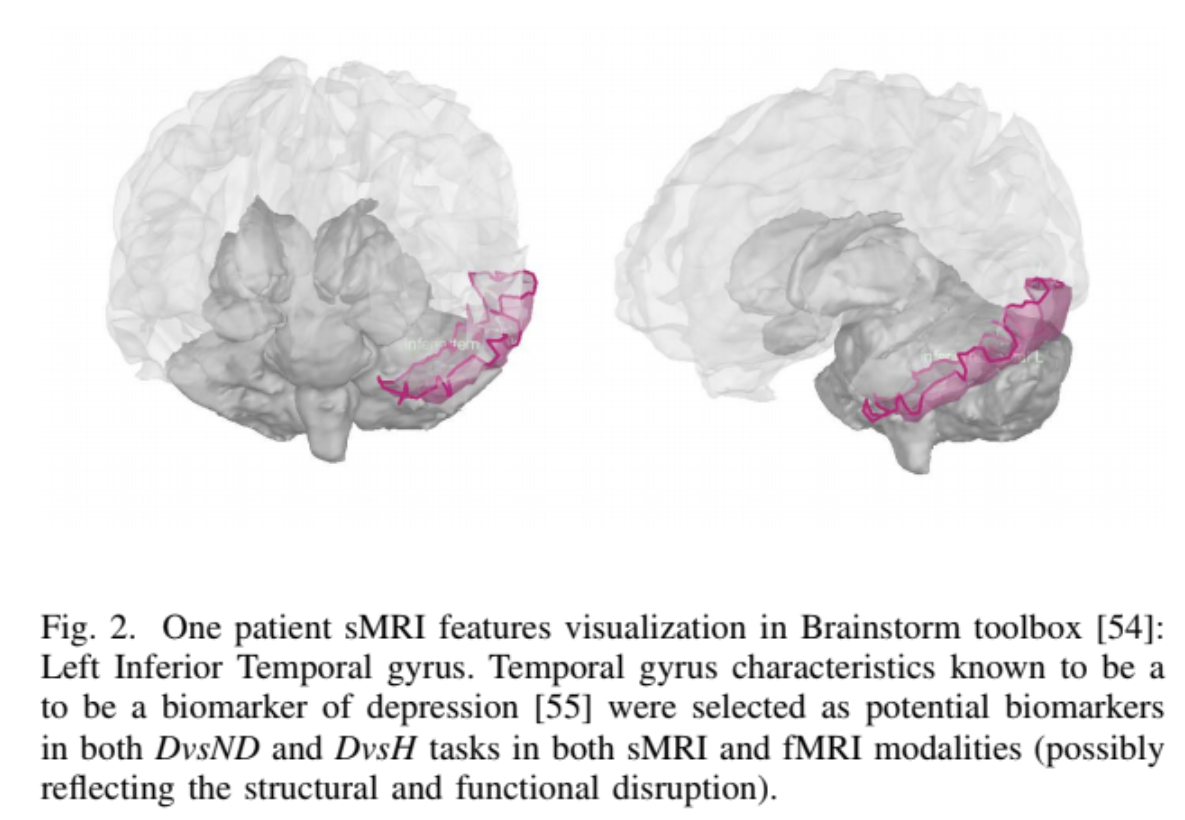 Fig. 2. One patient sMRI features visualization in Brainstorm toolbox [54]:
Left Inferior Temporal gyrus. Temporal gyrus characteristics known to be a
to be a biomarker of depression [55] were selected as potential biomarkers
in both DvsND and DvsH tasks in both sMRI and fMRI modalities (possibly
reflecting the structural and functional disruption).